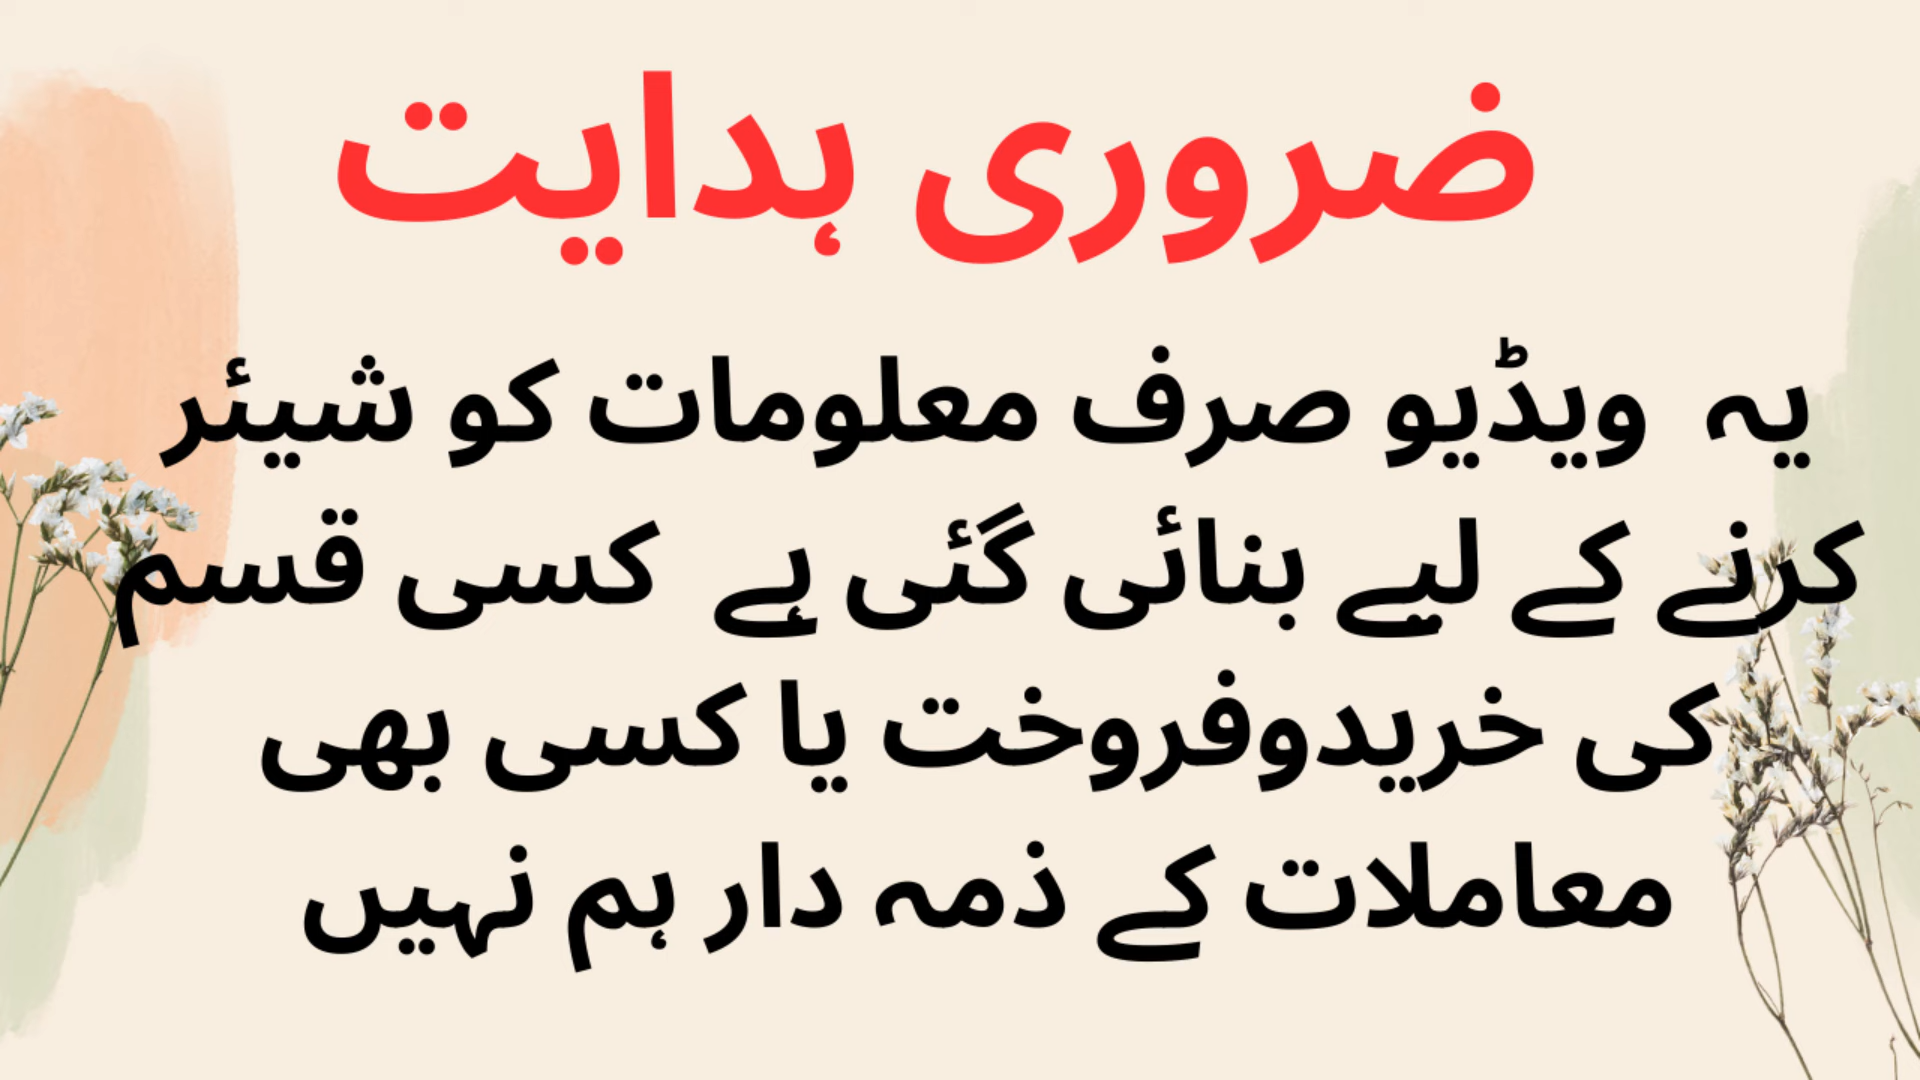 ضروری ہدایت
یہ ویڈیو صرف معلومات کو شیئر
کرنے کے لیے بنائی گئی ہے کسی قسم
کی خریدوفروخت یا کسی بھی
معاملات کے ذمہ دار ہم نہیں